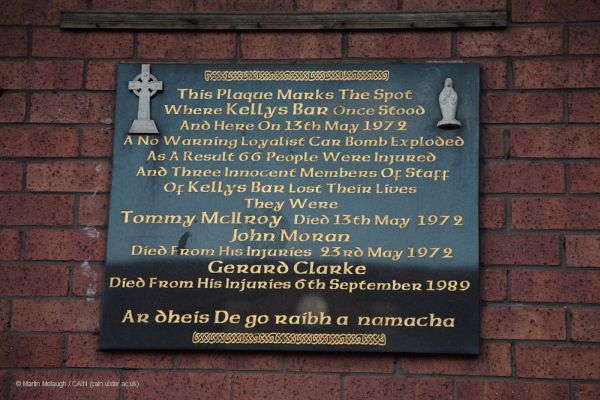 This Plaque Marks The Spot
Where Kellys Bar Once Stood
And Here On 13th May 1972
A No Warning Loyalist Car Bomb Exploded
As A Result 66 People Were Injured
And Three Innocent Members Of Staff
Of Kellys Bar Lost Their Lives
They Were
Tommy McIlroy Died 13th May 1972
John Moran
Died From His Injuries 23rd May 1972
Gerard Clarke
Died From His Injuries 6th September 1989
Ar dheis De go raibh a namacha
© Martin Melaugh / CAIN (cain.ulster.ac.uk)